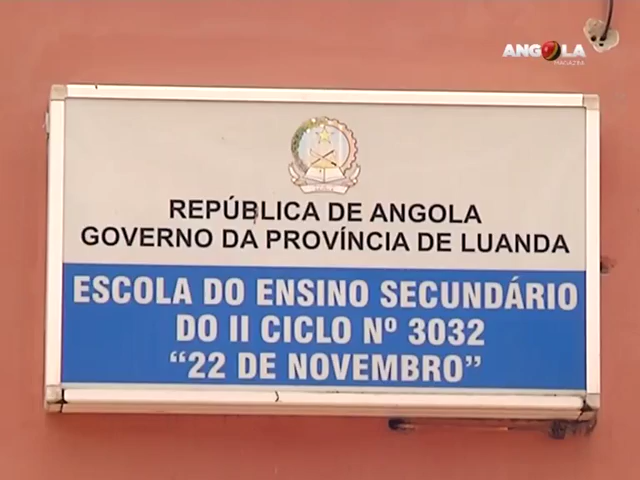 ANGOLA
MAGAZINE
REPÚBLICA DE ANGOLA
GOVERNO DA PROVÍNCIA DE LUANDA
ESCOLA DO ENSINO SECUNDÁRIO
DO II CICLO Nº 3032
“22 DE NOVEMBRO”